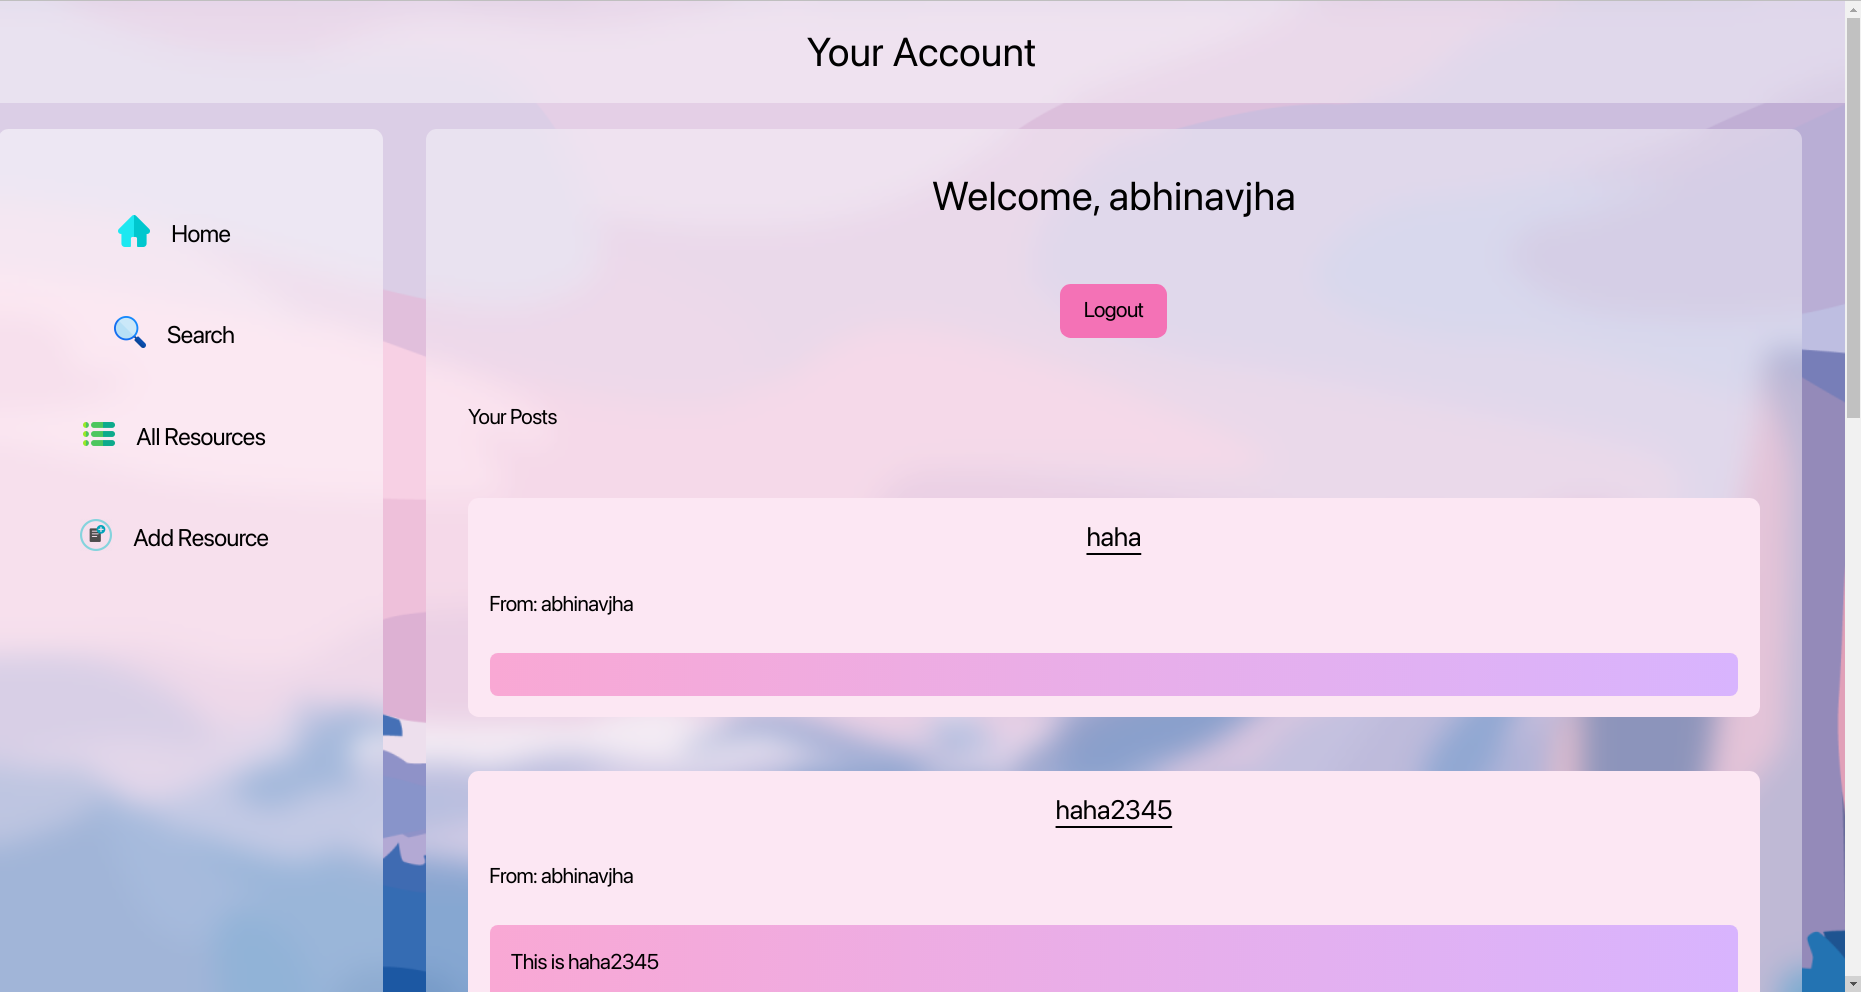 Your Account
Home
Search
All Resources
Add Resource
Welcome, abhinavjha
Logout
Your Posts
haha
From: abhinavjha
haha2345
From: abhinavjha
This is haha2345